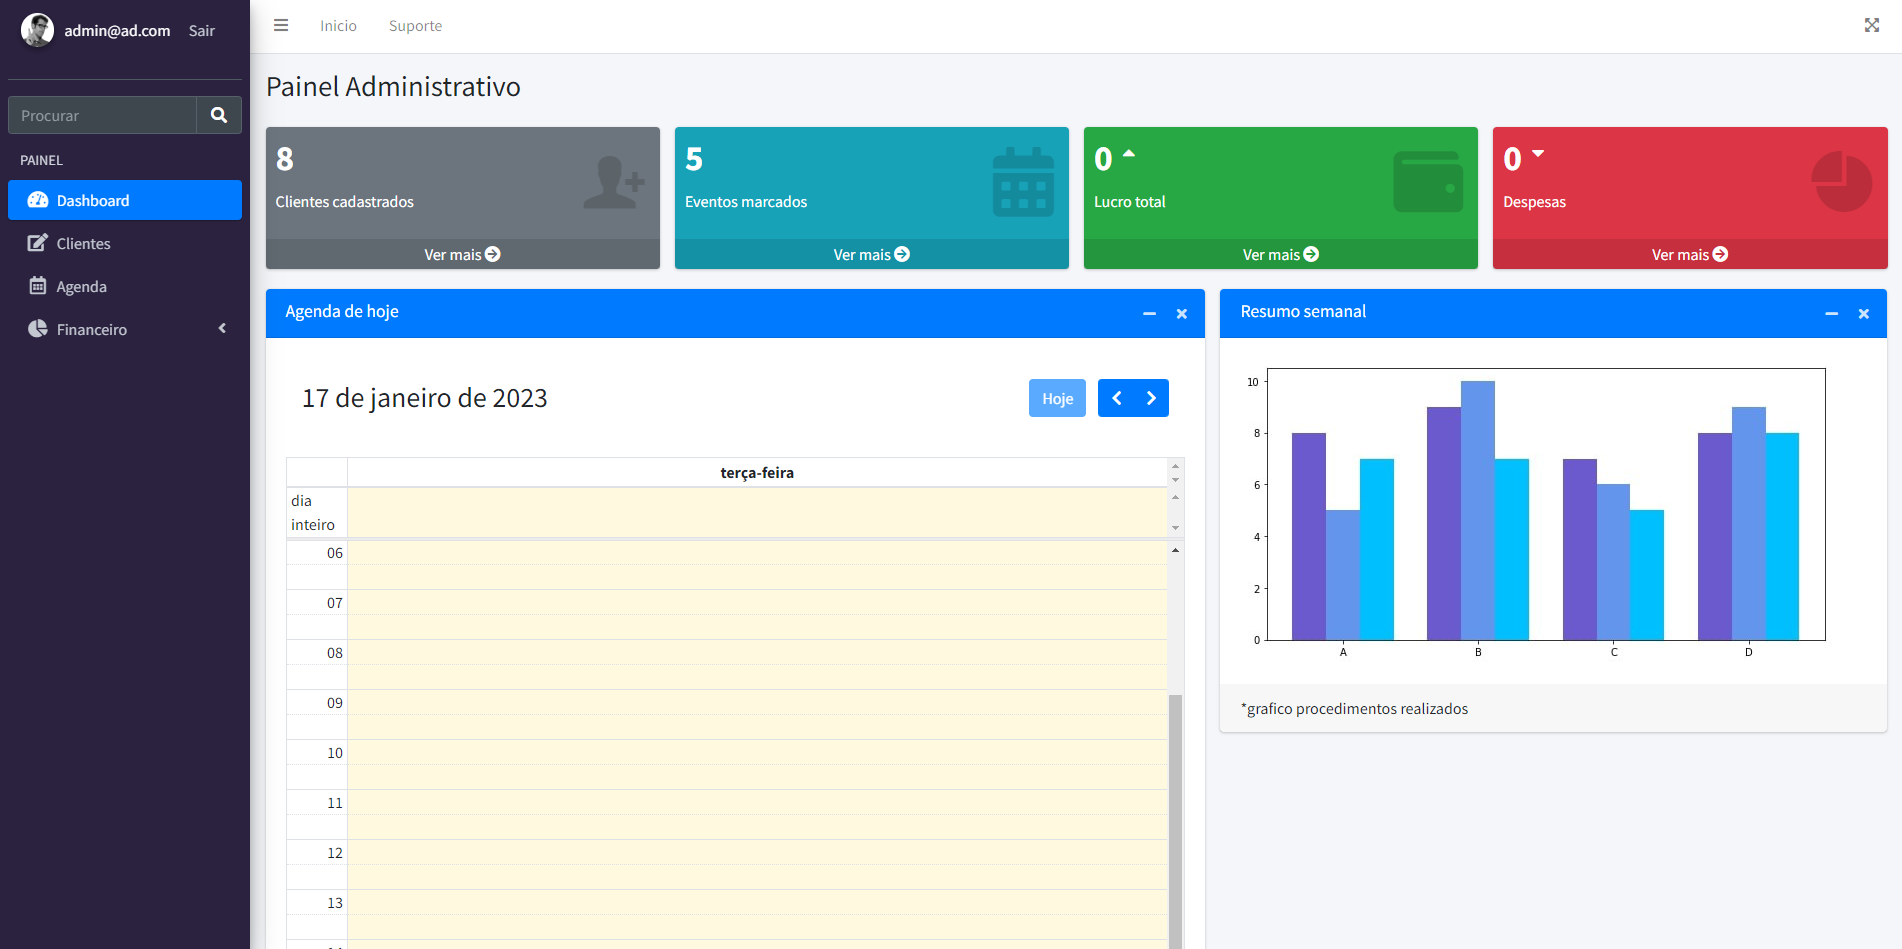 admin@ad.com Sair
Procurar
PAINEL
Dashboard
Clientes
Agenda
Financeiro
Inicio Suporte
Painel Administrativo
8
Clientes cadastrados
Ver mais
5
Eventos marcados
Ver mais
0
Lucro total
Ver mais
0
Despesas
Ver mais
Agenda de hoje
17 de janeiro de 2023
Hoje
terça-feira
dia
inteiro
06
07
08
09
10
11
12
13
Resumo semanal
10
8
6
4
2
0
A B C D
*grafico procedimentos realizados